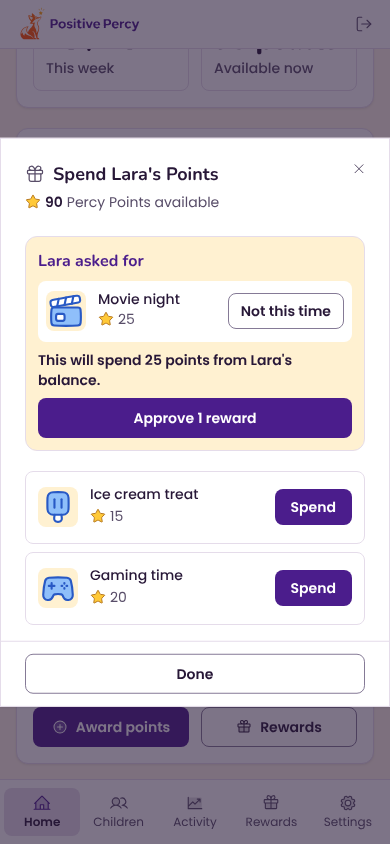 Positive Percy
This week
Available now
Spend Lara's Points
90 Percy Points available
Lara asked for
Movie night
25
Not this time
This will spend 25 points from Lara's
balance.
Approve 1 reward
Ice cream treat
15
Spend
Gaming time
20
Spend
Done
Award points
Rewards
Home
Children
Activity
Rewards
Settings